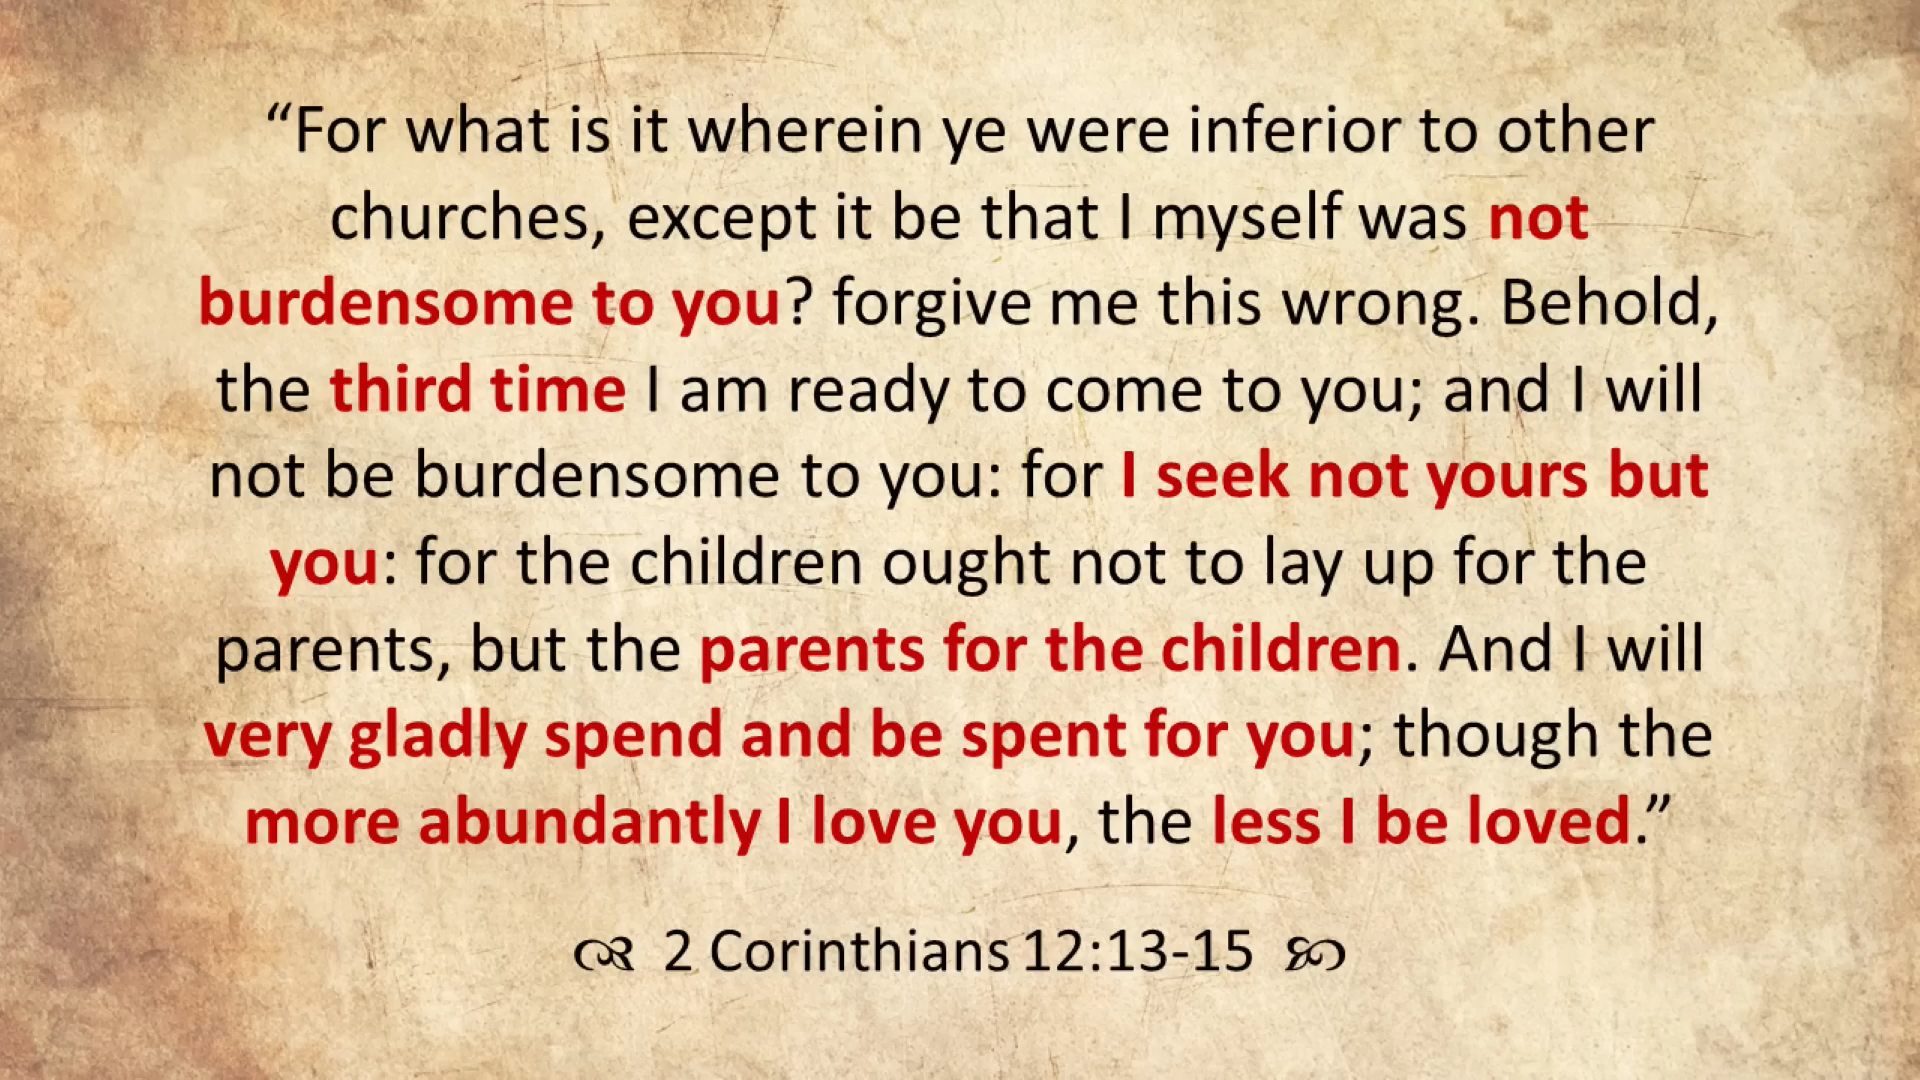 “For what is it wherein ye were inferior to other
churches, except it be that I myself was not
burdensome to you? forgive me this wrong. Behold,
the third time I am ready to come to you; and I will
not be burdensome to you: for I seek not yours but
you: for the children ought not to lay up for the
parents, but the parents for the children. And I will
very gladly spend and be spent for you; though the
more abundantly I love you, the less I be loved.”
2 Corinthians 12:13-15